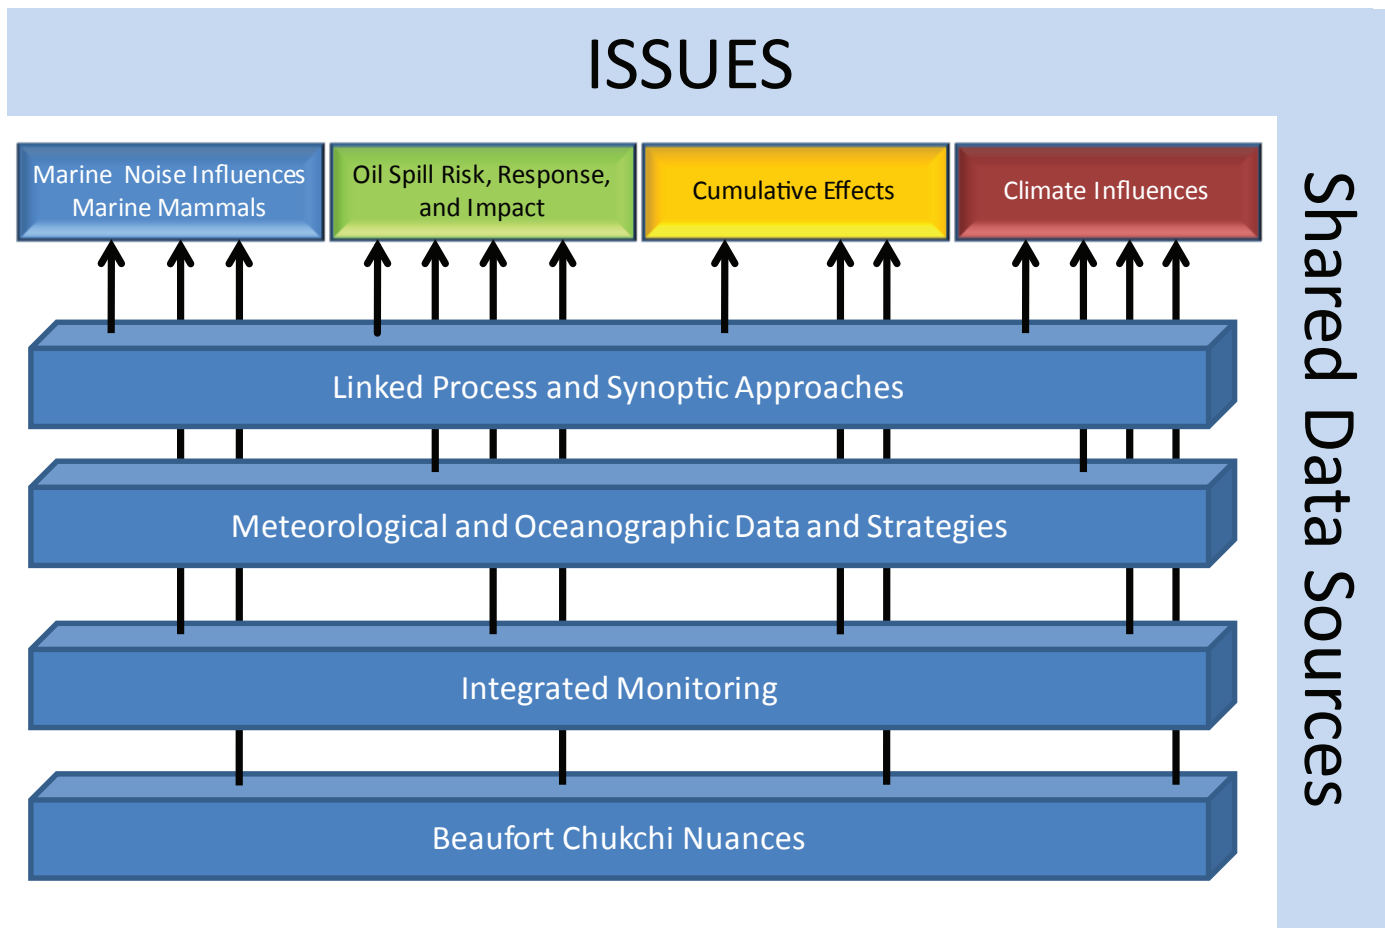 ISSUES
Marine Noise Influences
Marine Mammals
Oil Spill Risk, Response,
and Impact
Cumulative Effects
Climate Influences
Linked Process and Synoptic Approaches
Meteorological and Oceanographic Data and Strategies
Integrated Monitoring
Beaufort Chukchi Nuances
Shared Data Sources